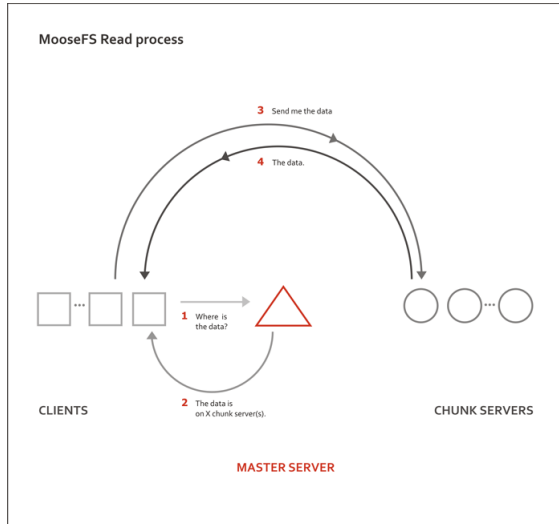 MooseFS Read process
3 Send me the data
4 The data.
...
...
1 Where is
the data?
2 The data is
on X chunk server(s).
CLIENTS
CHUNK SERVERS
MASTER SERVER